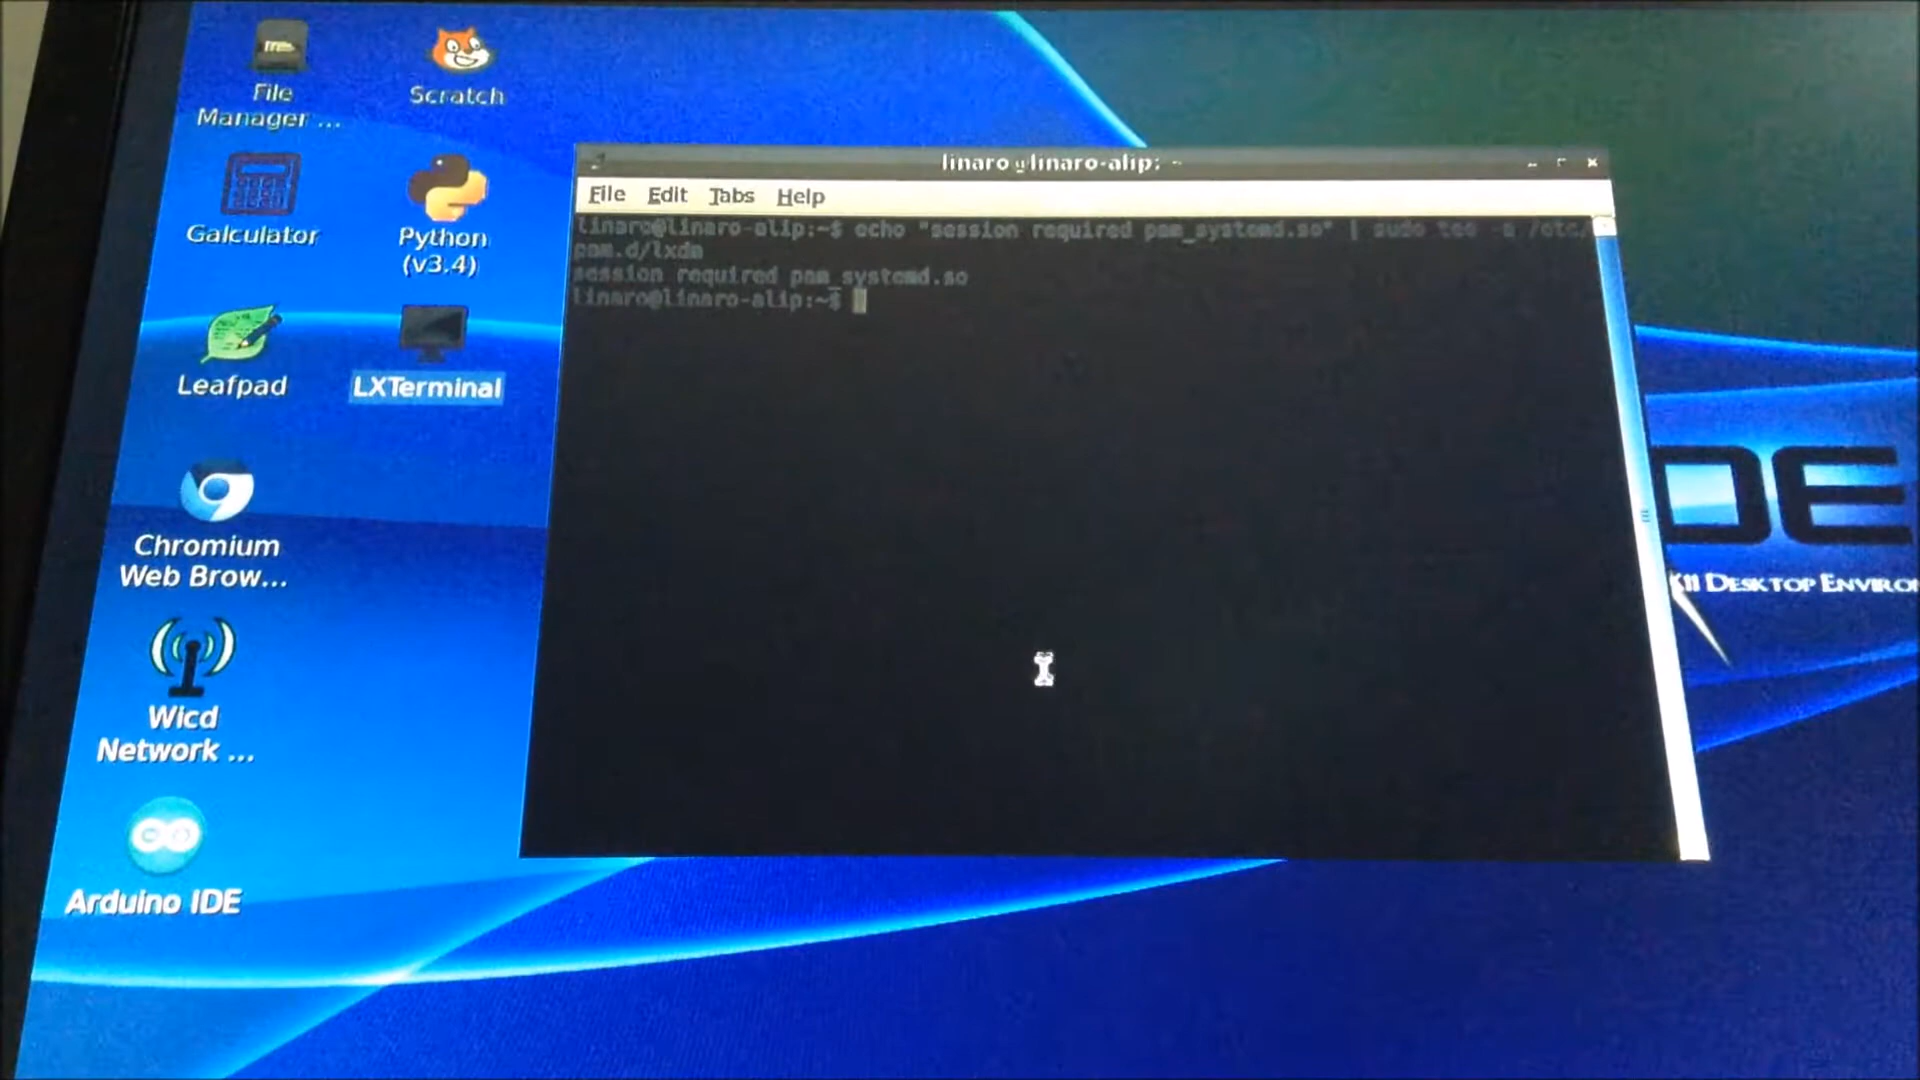 File
Manager ...
Scratch
Galculator
Python
(v3.4)
Leafpad
LXTerminal
Chromium
Web Brow...
Wicd
Network ...
Arduino IDE
linaro@linaro-alip: ~
File Edit Tabs Help
linaro@linaro-alip:~$ echo "session required pam_systemd.so" | sudo tee -a /etc/
pam.d/lxdm
session required pam_systemd.so
linaro@linaro-alip:~$
DE
X11 DESKTOP ENVIRO